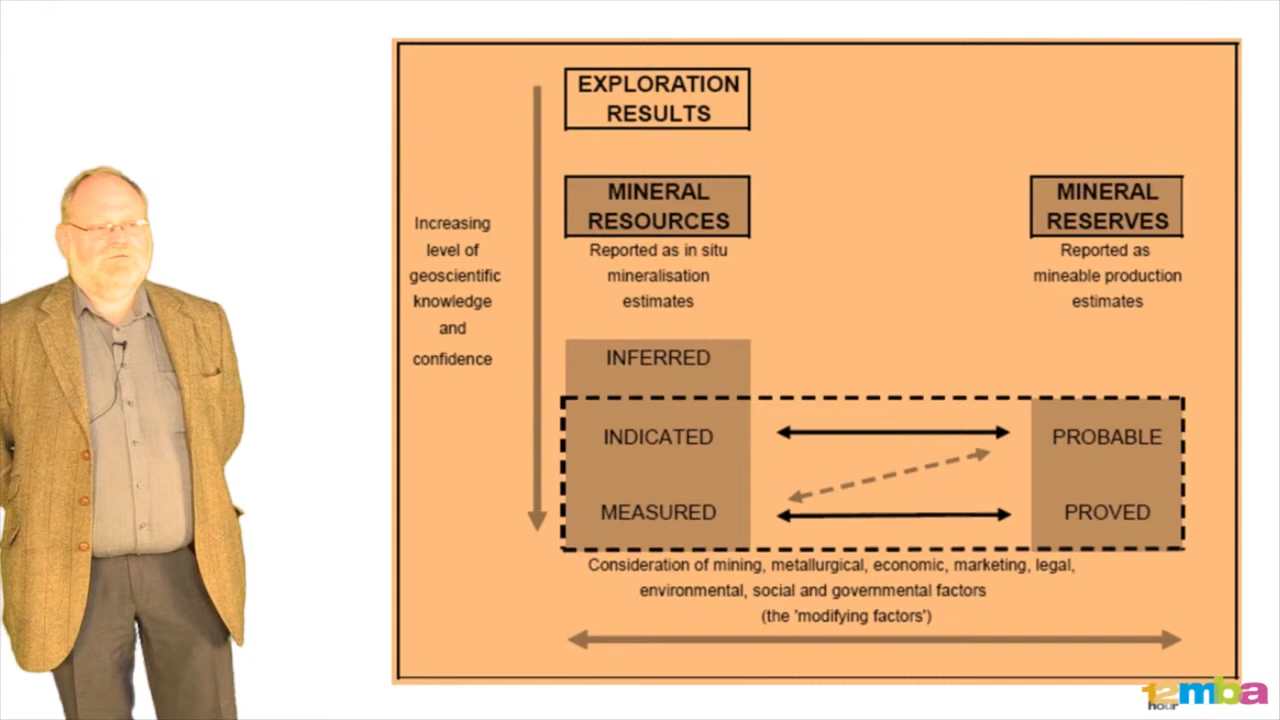 EXPLORATION
RESULTS
MINERAL
RESOURCES
Reported as in situ
mineralisation
estimates
MINERAL
RESERVES
Reported as
mineable production
estimates
Increasing
level of
geoscientific
knowledge
and
confidence
INFERRED
INDICATED
PROBABLE
MEASURED
PROVED
Consideration of mining, metallurgical, economic, marketing, legal,
environmental, social and governmental factors
(the 'modifying factors')
12mba
hour